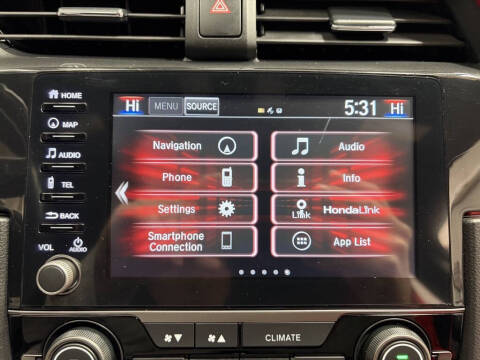 HOME
MAP
AUDIO
TEL
BACK
VOL
AUDIO
Hi MENU SOURCE 5:31 Hi
Navigation
Audio
Phone
Info
Settings
Link
HondaLink
Smartphone
Connection
App List
CLIMATE